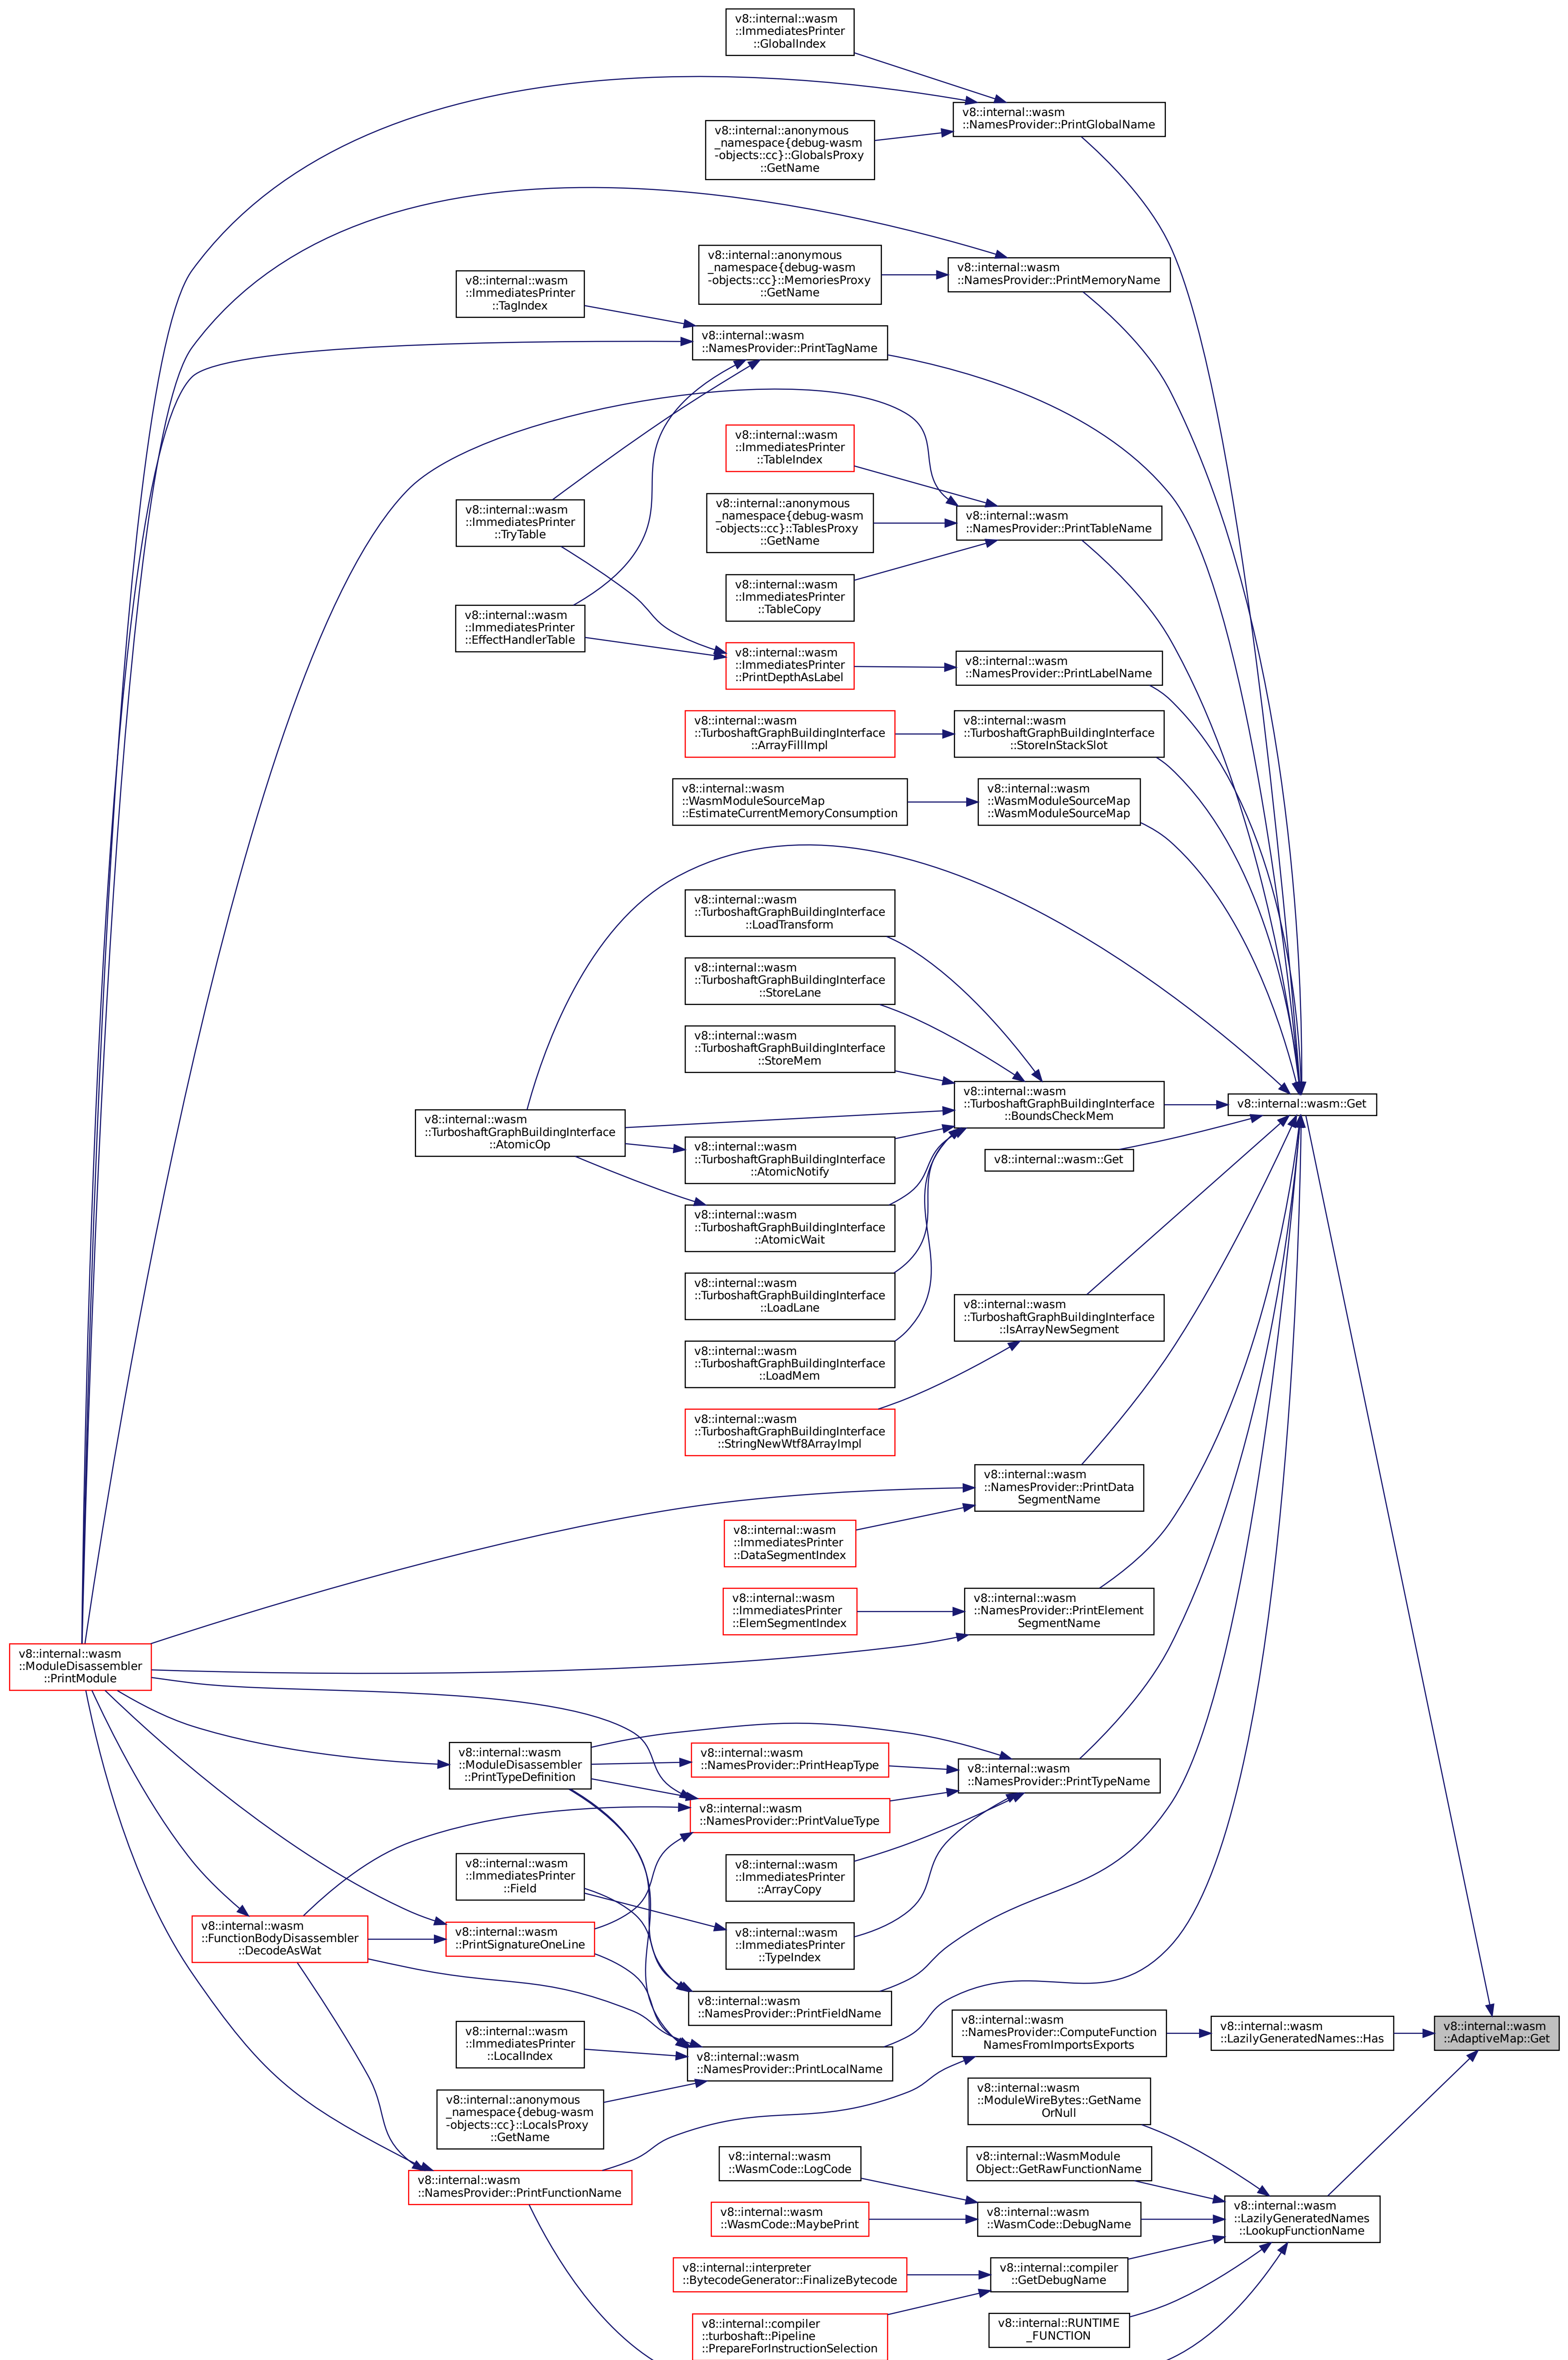 v8::internal::wasm
::ImmediatesPrinter
::GlobalIndex
v8::internal::wasm
::NamesProvider::PrintGlobalName
v8::internal::anonymous
_namespace{debug-wasm
-objects::cc}::GlobalsProxy
::GetName
v8::internal::anonymous
_namespace{debug-wasm
-objects::cc}::MemoriesProxy
::GetName
v8::internal::wasm
::NamesProvider::PrintMemoryName
v8::internal::wasm
::ImmediatesPrinter
::TagIndex
v8::internal::wasm
::NamesProvider::PrintTagName
v8::internal::wasm
::ImmediatesPrinter
::TableIndex
v8::internal::wasm
::ImmediatesPrinter
::TryTable
v8::internal::anonymous
_namespace{debug-wasm
-objects::cc}::TablesProxy
::GetName
v8::internal::wasm
::NamesProvider::PrintTableName
v8::internal::wasm
::ImmediatesPrinter
::TableCopy
v8::internal::wasm
::ImmediatesPrinter
::EffectHandlerTable
v8::internal::wasm
::ImmediatesPrinter
::PrintDepthAsLabel
v8::internal::wasm
::NamesProvider::PrintLabelName
v8::internal::wasm
::TurboshaftGraphBuildingInterface
::ArrayFillImpl
v8::internal::wasm
::TurboshaftGraphBuildingInterface
::StoreInStackSlot
v8::internal::wasm
::WasmModuleSourceMap
::EstimateCurrentMemoryConsumption
v8::internal::wasm
::WasmModuleSourceMap
::WasmModuleSourceMap
v8::internal::wasm
::TurboshaftGraphBuildingInterface
::LoadTransform
v8::internal::wasm
::TurboshaftGraphBuildingInterface
::StoreLane
v8::internal::wasm
::TurboshaftGraphBuildingInterface
::StoreMem
v8::internal::wasm
::TurboshaftGraphBuildingInterface
::BoundsCheckMem
v8::internal::wasm::Get
v8::internal::wasm
::TurboshaftGraphBuildingInterface
::AtomicOp
v8::internal::wasm
::TurboshaftGraphBuildingInterface
::AtomicNotify
v8::internal::wasm::Get
v8::internal::wasm
::TurboshaftGraphBuildingInterface
::AtomicWait
v8::internal::wasm
::TurboshaftGraphBuildingInterface
::LoadLane
v8::internal::wasm
::TurboshaftGraphBuildingInterface
::IsArrayNewSegment
v8::internal::wasm
::TurboshaftGraphBuildingInterface
::LoadMem
v8::internal::wasm
::TurboshaftGraphBuildingInterface
::StringNewWtf8ArrayImpl
v8::internal::wasm
::NamesProvider::PrintData
SegmentName
v8::internal::wasm
::ImmediatesPrinter
::DataSegmentIndex
v8::internal::wasm
::ImmediatesPrinter
::ElemSegmentIndex
v8::internal::wasm
::NamesProvider::PrintElement
SegmentName
v8::internal::wasm
::ModuleDisassembler
::PrintModule
v8::internal::wasm
::ModuleDisassembler
::PrintTypeDefinition
v8::internal::wasm
::NamesProvider::PrintHeapType
v8::internal::wasm
::NamesProvider::PrintTypeName
v8::internal::wasm
::NamesProvider::PrintValueType
v8::internal::wasm
::ImmediatesPrinter
::Field
v8::internal::wasm
::ImmediatesPrinter
::ArrayCopy
v8::internal::wasm
::FunctionBodyDisassembler
::DecodeAsWat
v8::internal::wasm
::PrintSignatureOneLine
v8::internal::wasm
::ImmediatesPrinter
::TypeIndex
v8::internal::wasm
::NamesProvider::PrintFieldName
v8::internal::wasm
::ImmediatesPrinter
::LocalIndex
v8::internal::wasm
::NamesProvider::PrintLocalName
v8::internal::wasm
::NamesProvider::ComputeFunction
NamesFromImportsExports
v8::internal::wasm
::LazilyGeneratedNames::Has
v8::internal::wasm
::AdaptiveMap::Get
v8::internal::anonymous
_namespace{debug-wasm
-objects::cc}::LocalsProxy
::GetName
v8::internal::wasm
::ModuleWireBytes::GetName
OrNull
v8::internal::wasm
::NamesProvider::PrintFunctionName
v8::internal::wasm
::WasmCode::LogCode
v8::internal::WasmModule
Object::GetRawFunctionName
v8::internal::wasm
::WasmCode::MaybePrint
v8::internal::wasm
::WasmCode::DebugName
v8::internal::wasm
::LazilyGeneratedNames
::LookupFunctionName
v8::internal::interpreter
::BytecodeGenerator::FinalizeBytecode
v8::internal::compiler
::GetDebugName
v8::internal::compiler
::turboshaft::Pipeline
::PrepareForInstructionSelection
v8::internal::RUNTIME
_FUNCTION